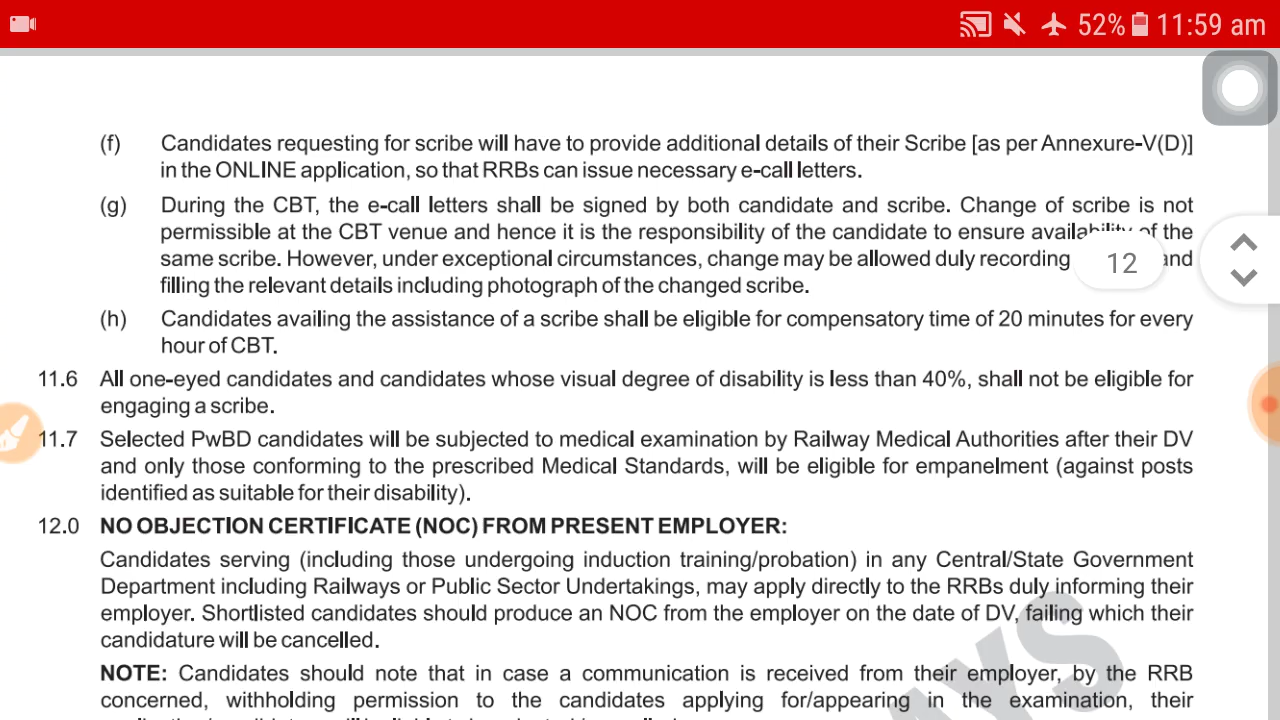 52% 11:59 am
(f) Candidates requesting for scribe will have to provide additional details of their Scribe [as per Annexure-V(D)]
in the ONLINE application, so that RRBs can issue necessary e-call letters.
(g) During the CBT, the e-call letters shall be signed by both candidate and scribe. Change of scribe is not
permissible at the CBT venue and hence it is the responsibility of the candidate to ensure availability of the
same scribe. However, under exceptional circumstances, change may be allowed duly recording and
12
filling the relevant details including photograph of the changed scribe.
(h) Candidates availing the assistance of a scribe shall be eligible for compensatory time of 20 minutes for every
hour of CBT.
11.6 All one-eyed candidates and candidates whose visual degree of disability is less than 40%, shall not be eligible for
engaging a scribe.
11.7 Selected PwBD candidates will be subjected to medical examination by Railway Medical Authorities after their DV
and only those conforming to the prescribed Medical Standards, will be eligible for empanelment (against posts
identified as suitable for their disability).
12.0 NO OBJECTION CERTIFICATE (NOC) FROM PRESENT EMPLOYER:
Candidates serving (including those undergoing induction training/probation) in any Central/State Government
Department including Railways or Public Sector Undertakings, may apply directly to the RRBs duly informing their
employer. Shortlisted candidates should produce an NOC from the employer on the date of DV, failing which their
candidature will be cancelled.
NOTE: Candidates should note that in case a communication is received from their employer, by the RRB
concerned, withholding permission to the candidates applying for/appearing in the examination, their